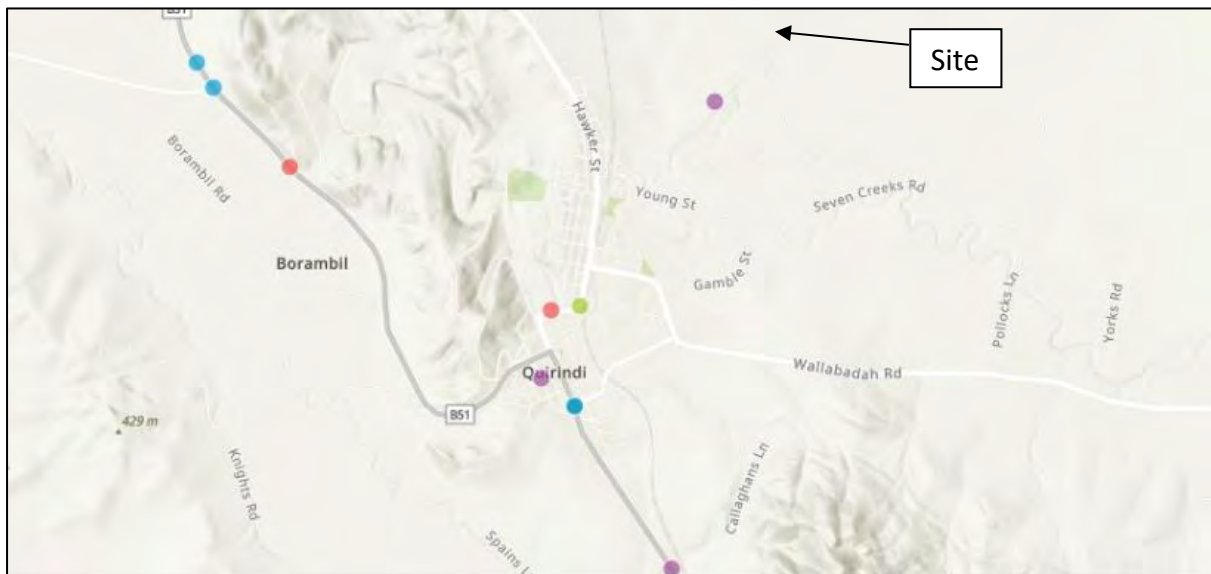 B51
Site
Hawker St
Borambil Rd
Young St
Seven Creeks Rd
Borambil
Gamble St
Pollocks Ln
Yorks Rd
Wallabadah Rd
Quirindi
B51
429 m
Knights Rd
Callaghans Ln
Spains